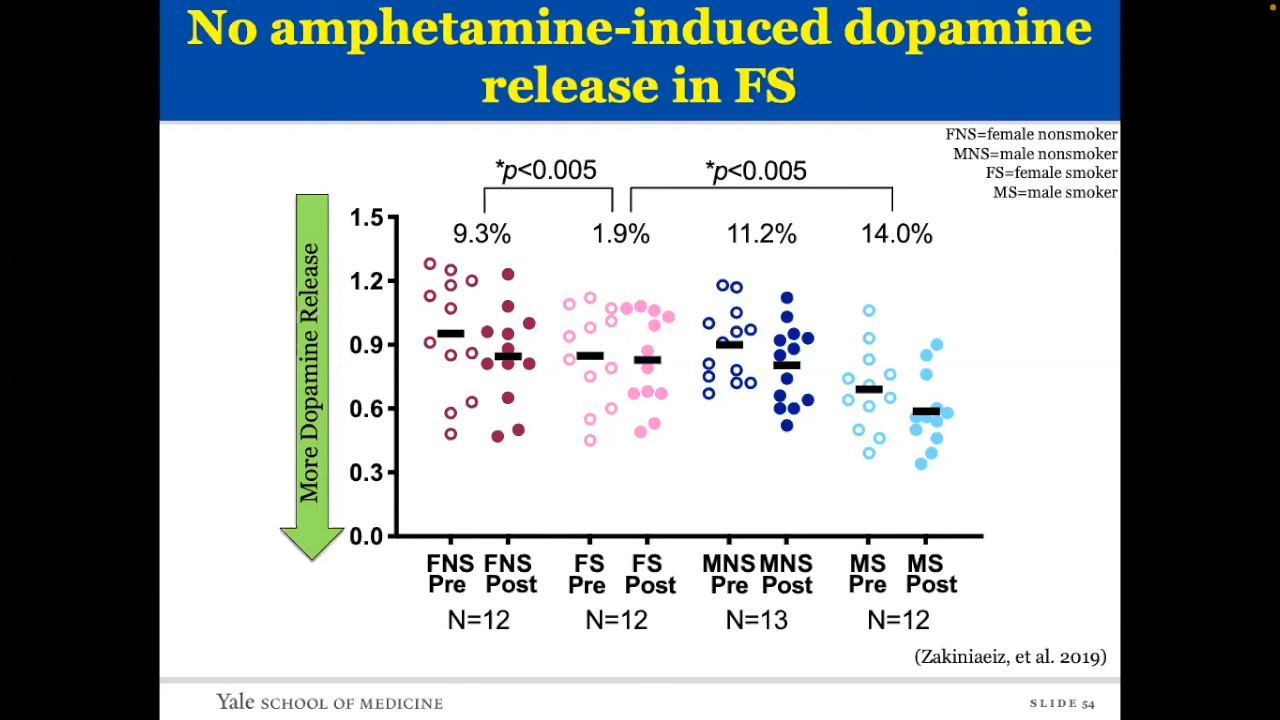 No amphetamine-induced dopamine
release in FS
FNS=female nonsmoker
MNS=male nonsmoker
FS=female smoker
MS=male smoker
*p<0.005 *p<0.005
9.3% 1.9% 11.2% 14.0%
More Dopamine Release
1.5
1.2
0.9
0.6
0.3
0.0
FNS FNS FS FS MNS MNS MS MS
Pre Post Pre Post Pre Post Pre Post
N=12 N=12 N=13 N=12
(Zakiniaeiz, et al. 2019)
Yale SCHOOL OF MEDICINE
SLIDE 54